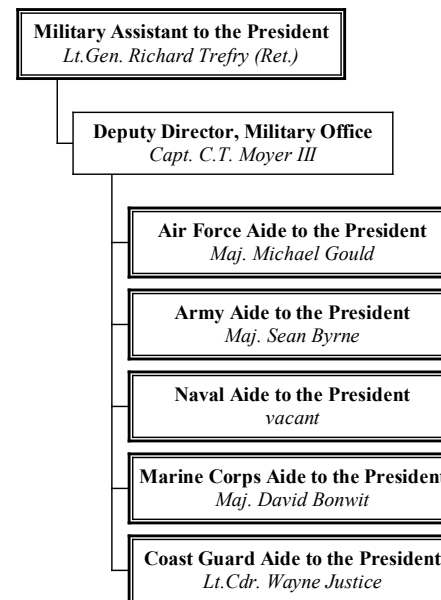 Military Assistant to the President
Lt.Gen. Richard Trefry (Ret.)
Deputy Director, Military Office
Capt. C.T. Moyer III
Air Force Aide to the President
Maj. Michael Gould
Army Aide to the President
Maj. Sean Byrne
Naval Aide to the President
vacant
Marine Corps Aide to the President
Maj. David Bonwit
Coast Guard Aide to the President
Lt.Cdr. Wayne Justice